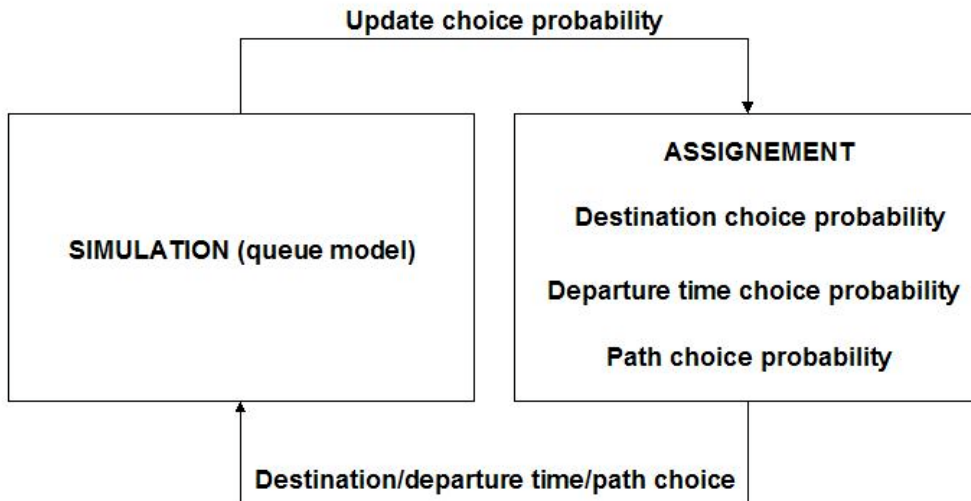 Update choice probability
SIMULATION (queue model)
ASSIGNEMENT
Destination choice probability
Departure time choice probability
Path choice probability
Destination/departure time/path choice